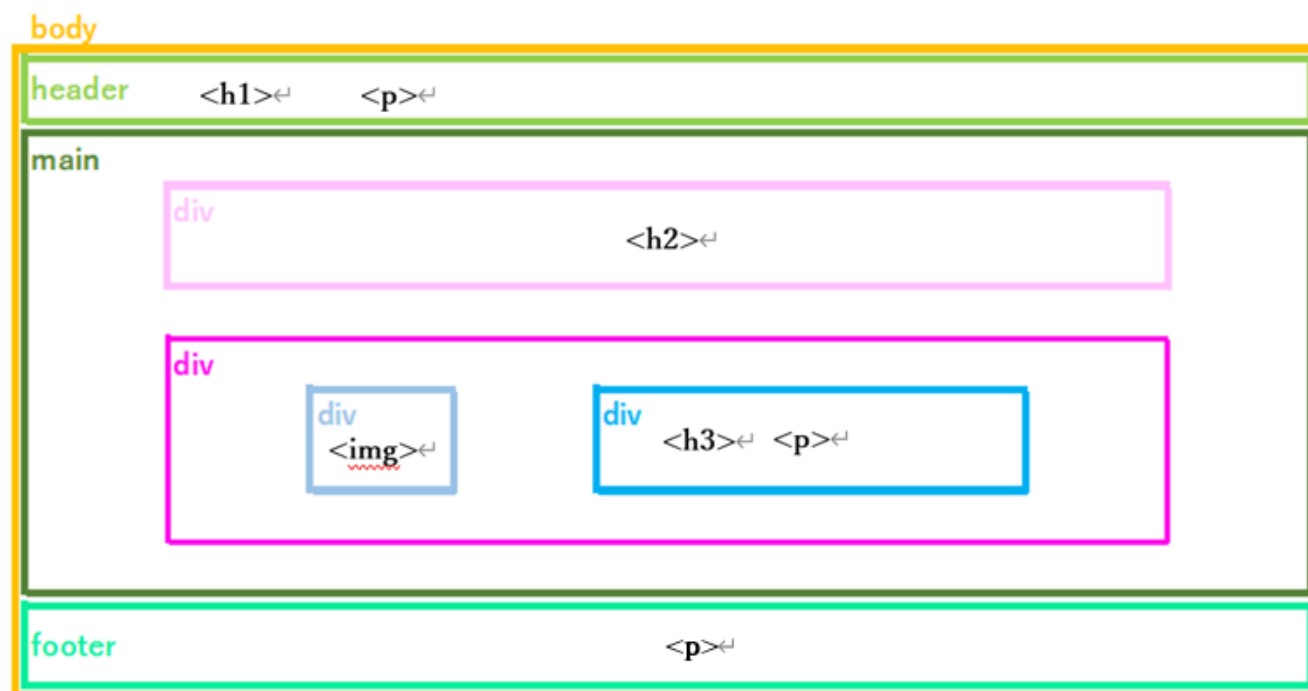 body
header <h1>↵ <p>↵
main
div
<h2>↵
div
div div
<img>↵ <h3>↵ <p>↵
footer <p>↵